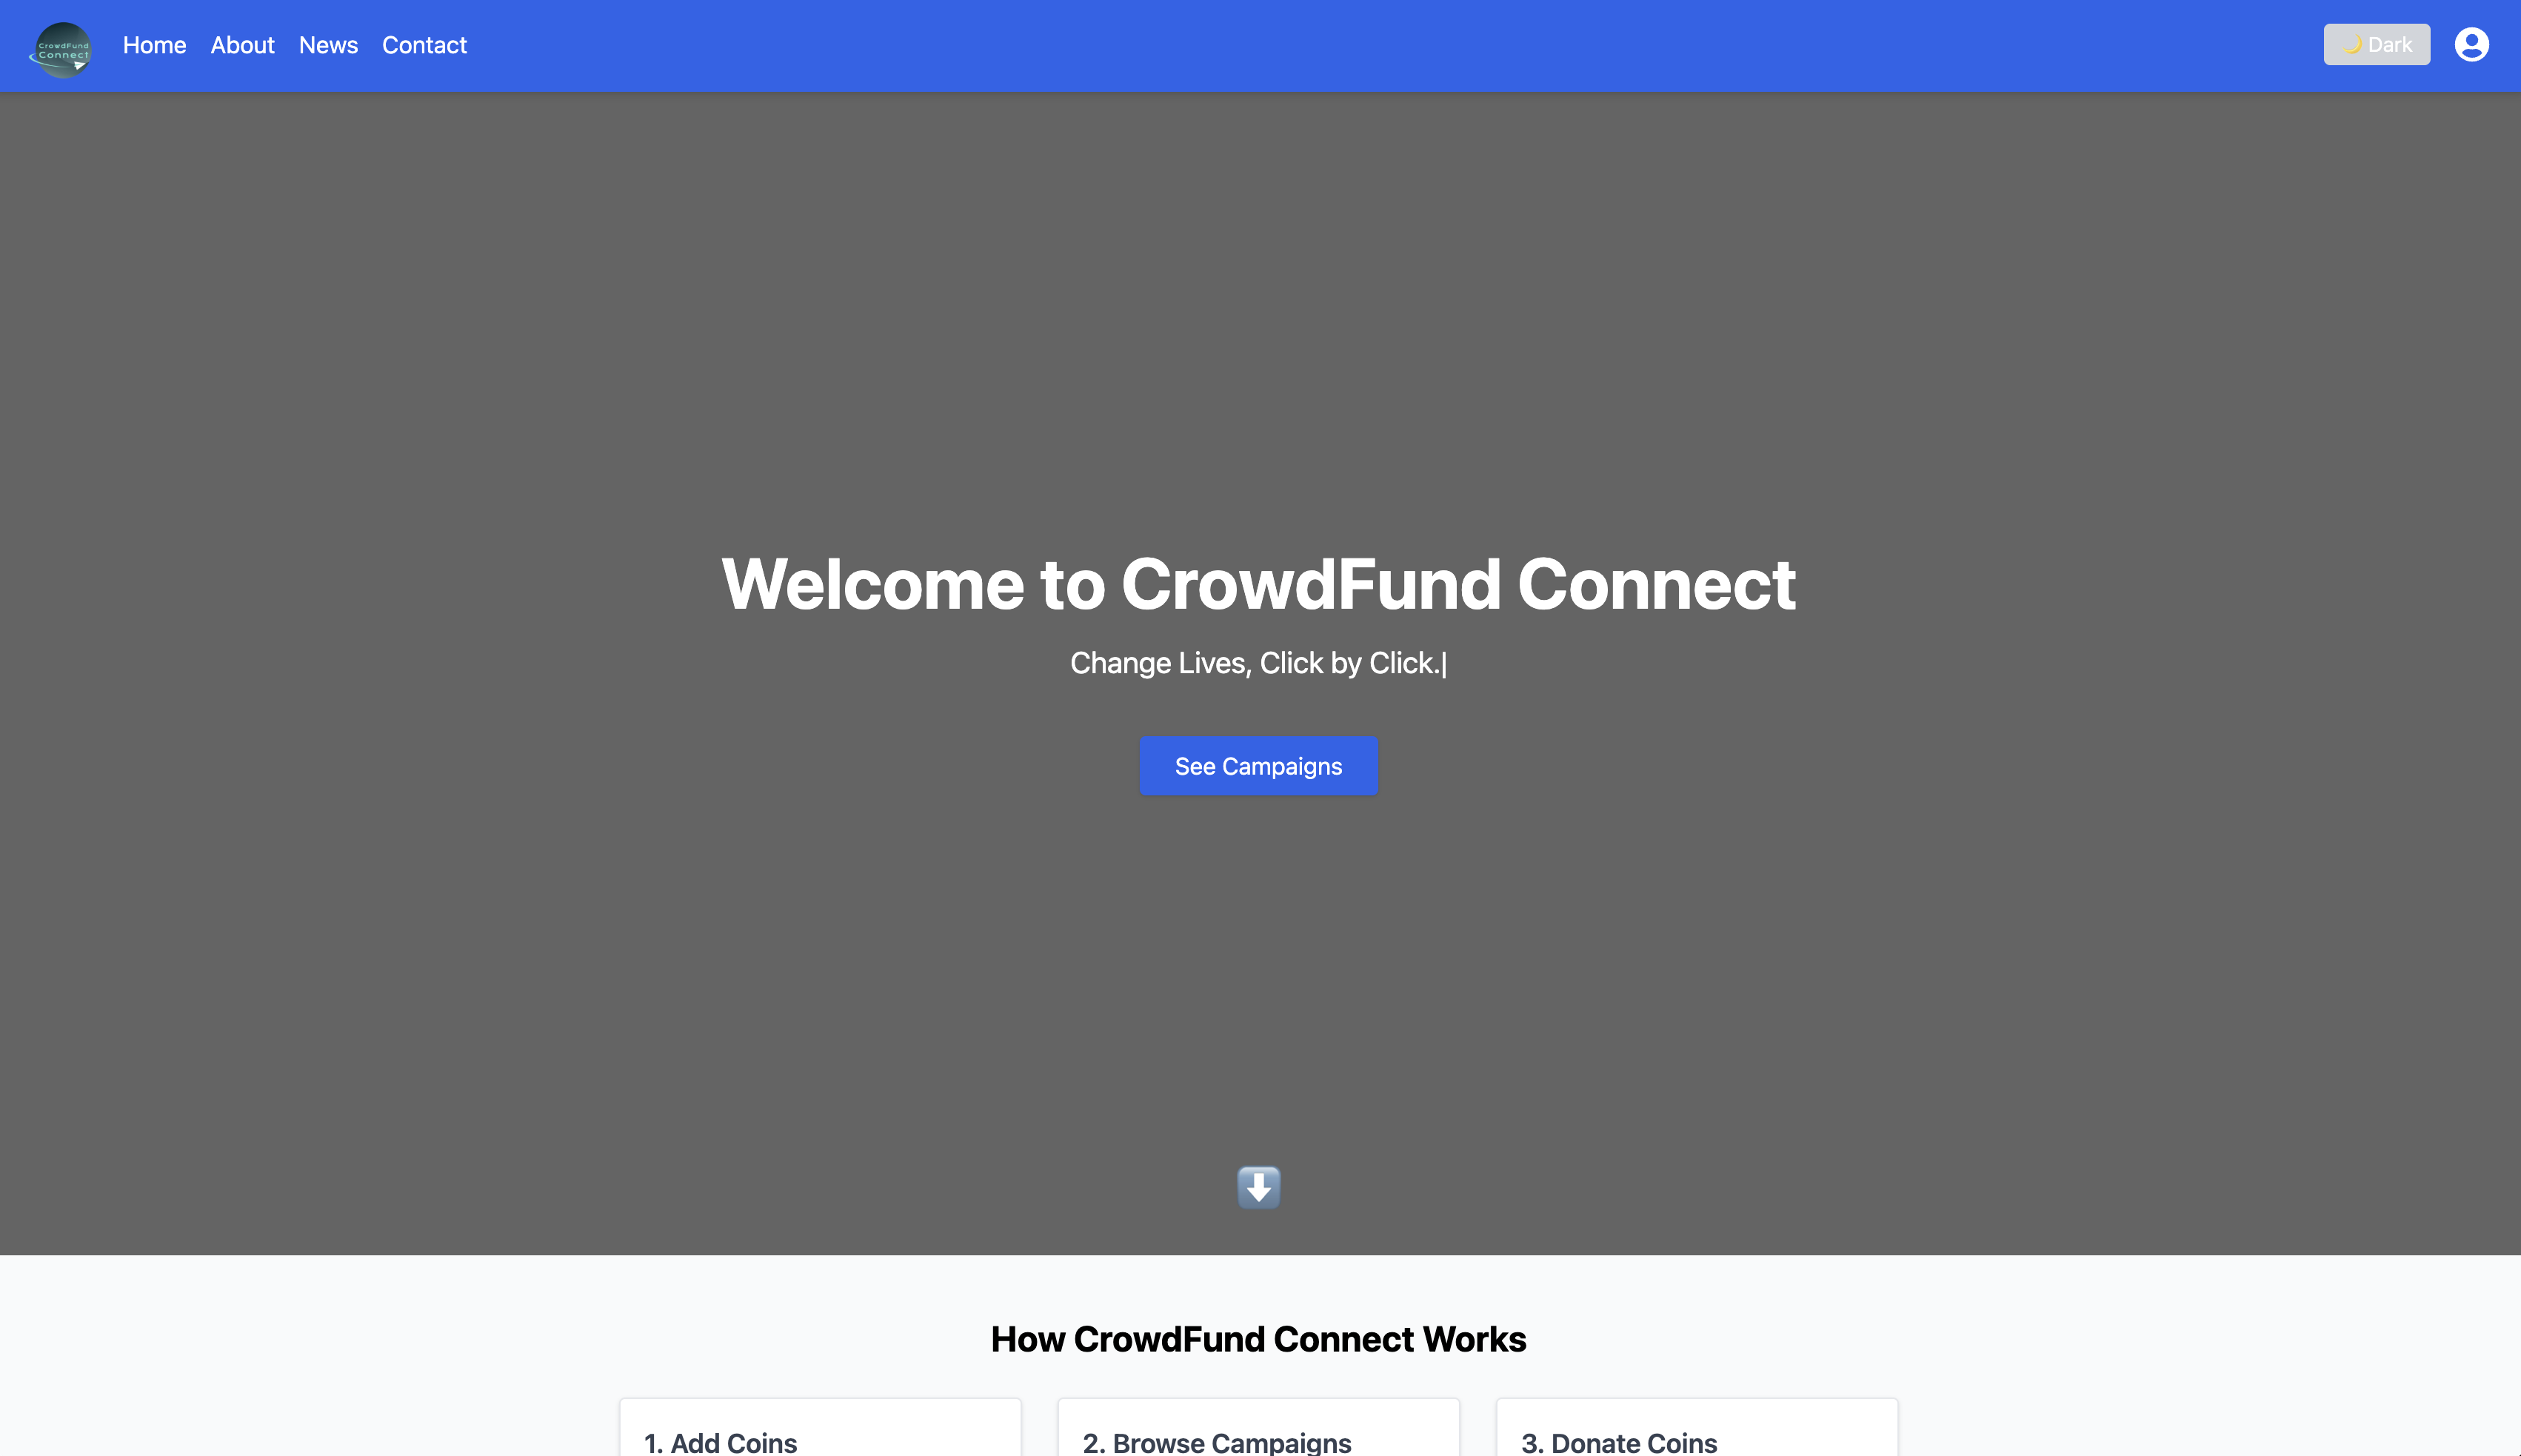 CrowdFund
Connect
Home
About
News
Contact
🌙 Dark
Welcome to CrowdFund Connect
Change Lives, Click by Click.|
See Campaigns
How CrowdFund Connect Works
1. Add Coins
2. Browse Campaigns
3. Donate Coins